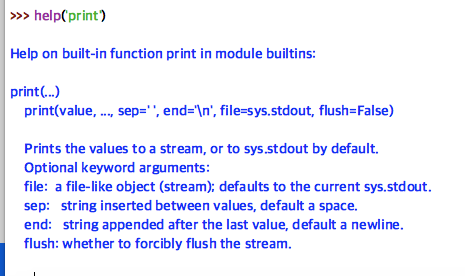 >>> help('print')
Help on built-in function print in module builtins:
print(...)
print(value, ..., sep=' ', end='\n', file=sys.stdout, flush=False)
Prints the values to a stream, or to sys.stdout by default.
Optional keyword arguments:
file:  a file-like object (stream); defaults to the current sys.stdout.
sep:   string inserted between values, default a space.
end:   string appended after the last value, default a newline.
flush: whether to forcibly flush the stream.